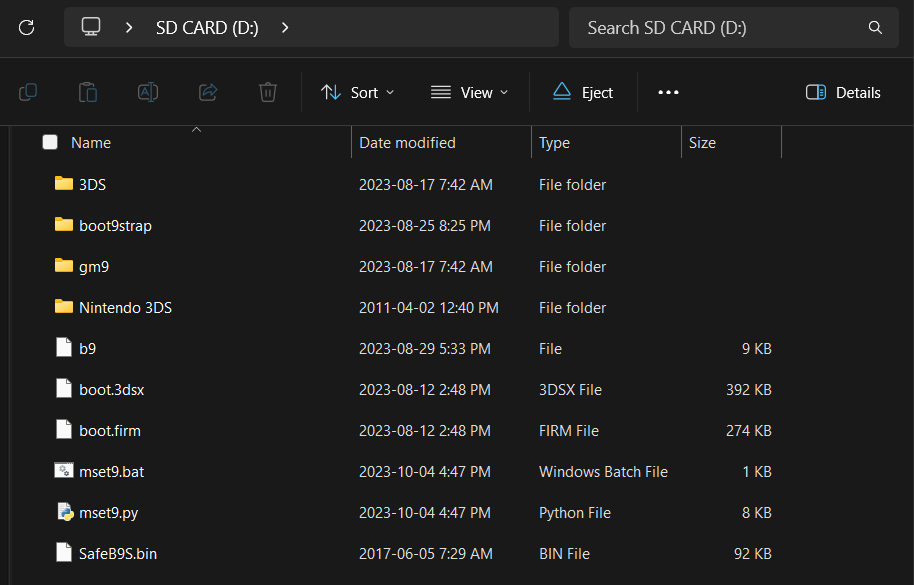 SD CARD (D:)
Search SD CARD (D:)
Sort View Eject Details
Name Date modified Type Size
3DS 2023-08-17 7:42 AM File folder
boot9strap 2023-08-25 8:25 PM File folder
gm9 2023-08-17 7:42 AM File folder
Nintendo 3DS 2011-04-02 12:40 PM File folder
b9 2023-08-29 5:33 PM File 9 KB
boot.3dsx 2023-08-12 2:48 PM 3DSX File 392 KB
boot.firm 2023-08-12 2:48 PM FIRM File 274 KB
mset9.bat 2023-10-04 4:47 PM Windows Batch File 1 KB
mset9.py 2023-10-04 4:47 PM Python File 8 KB
SafeB9S.bin 2017-06-05 7:29 AM BIN File 92 KB